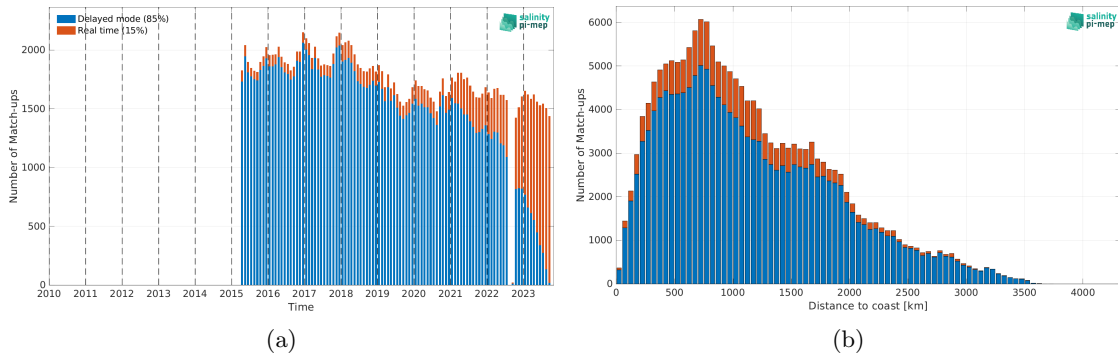 Delayed mode (85%)
Real time (15%)
salinity
pi-mep
Number of Match-ups
2000
1500
1000
500
0
2010 2011 2012 2013 2014 2015 2016 2017 2018 2019 2020 2021 2022 2023
Time
(a)
salinity
pi-mep
Number of Match-ups
6000
5000
4000
3000
2000
1000
0
0 500 1000 1500 2000 2500 3000 3500 4000
Distance to coast [km]
(b)